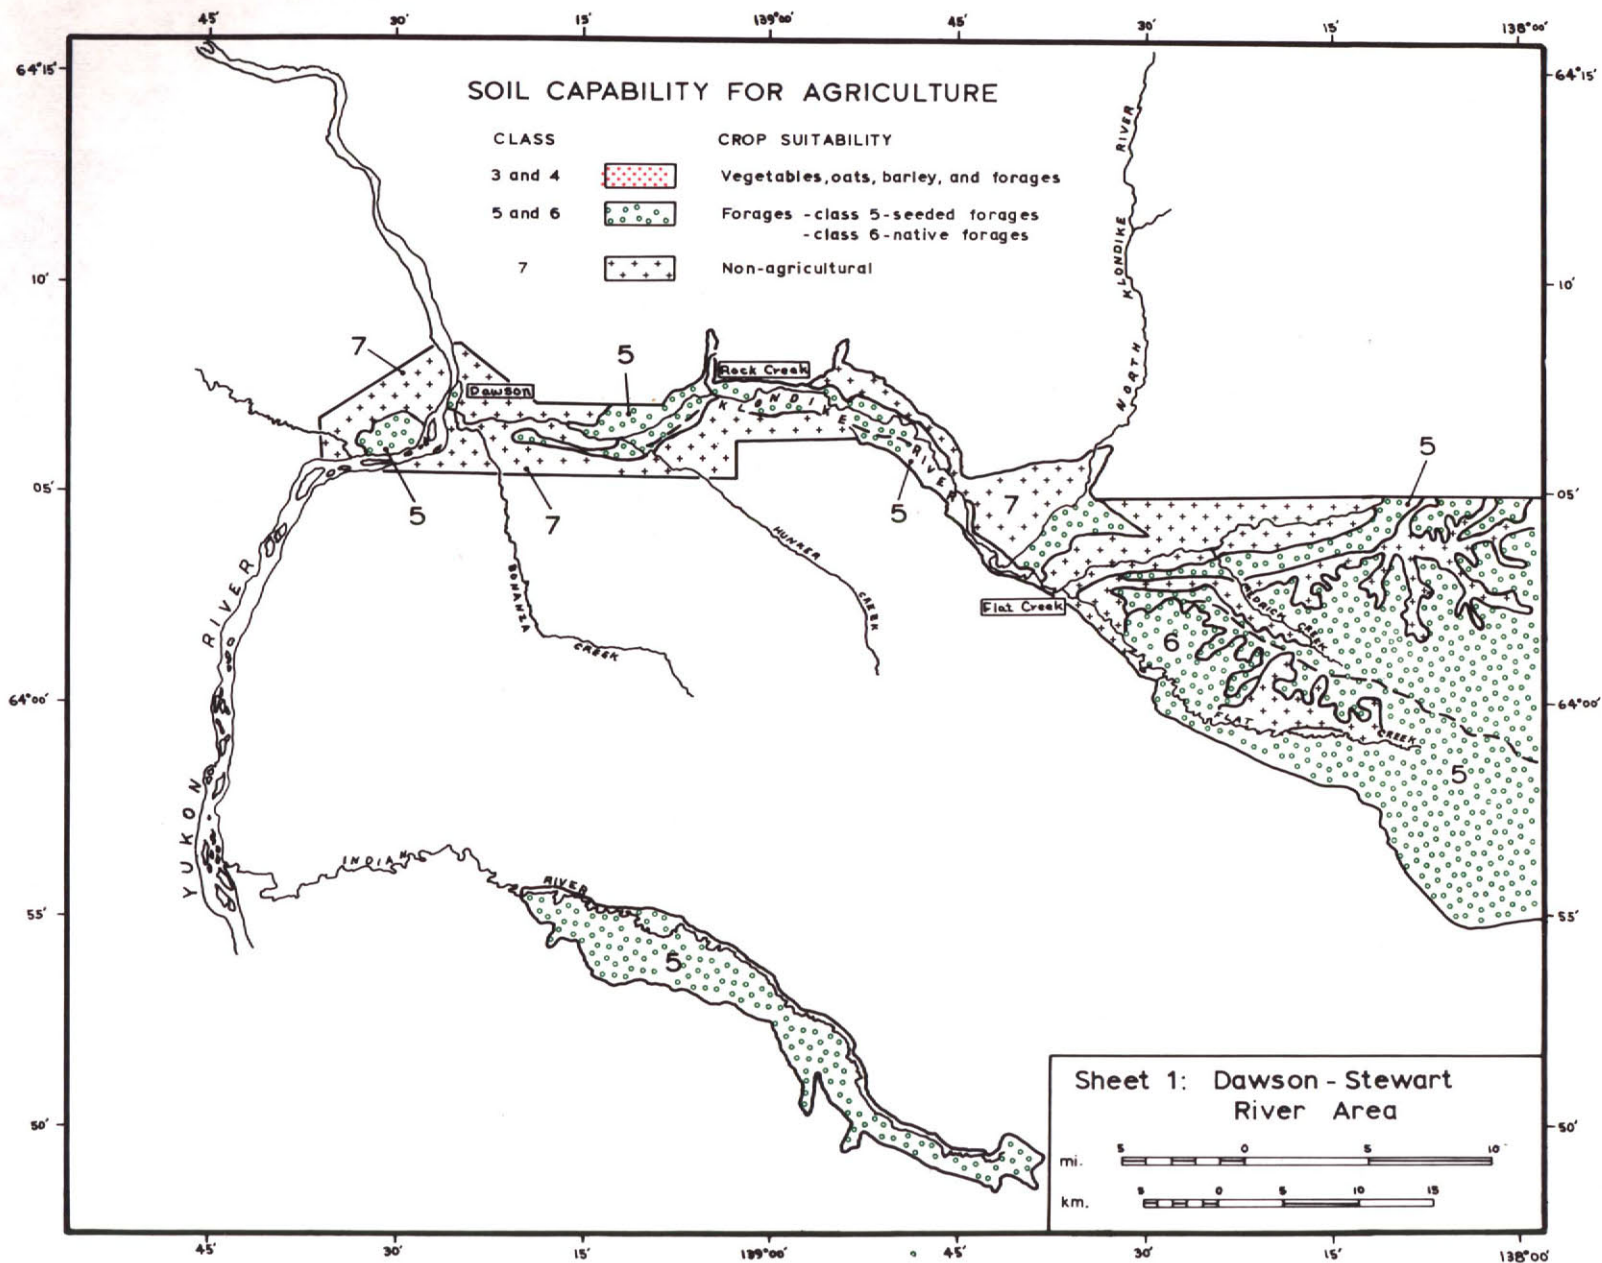 45′ 30′ 15′ 139°00′ 45′ 30′ 15′ 138°00′
64°15′ 64°15′
SOIL CAPABILITY FOR AGRICULTURE
CLASS CROP SUITABILITY
3 and 4 Vegetables, oats, barley, and forages
5 and 6 Forages - class 5 - seeded forages
- class 6 - native forages
7 Non-agricultural
10′ 10′
NORTH KLONDIKE RIVER
7
5
Rock Creek
Dawson
KLONDIKE RIVER
5
05′ 05′
5
7
5
7
HUNKER CREEK
BONANZA CREEK
Flat Creek
ALDRICK CREEK
6
YUKON RIVER
64°00′ 64°00′
FLAT CREEK
5
INDIAN RIVER
55′ 55′
5
50′ 50′
Sheet 1: Dawson - Stewart
River Area
mi. 5 0 5 10
km. 5 0 5 10 15
45′ 30′ 15′ 139°00′ 45′ 30′ 15′ 138°00′